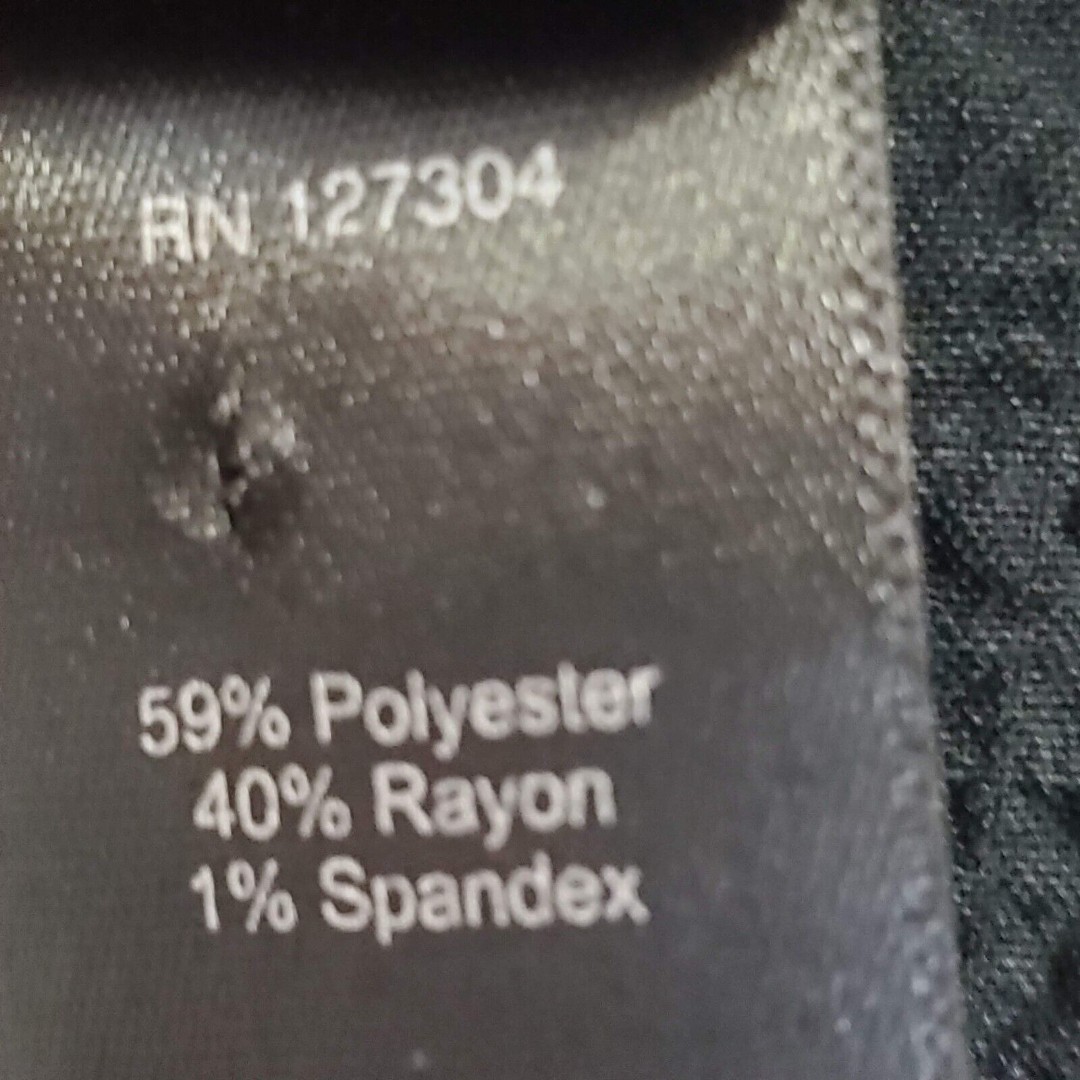 RN 127304
59% Polyester
40% Rayon
1% Spandex